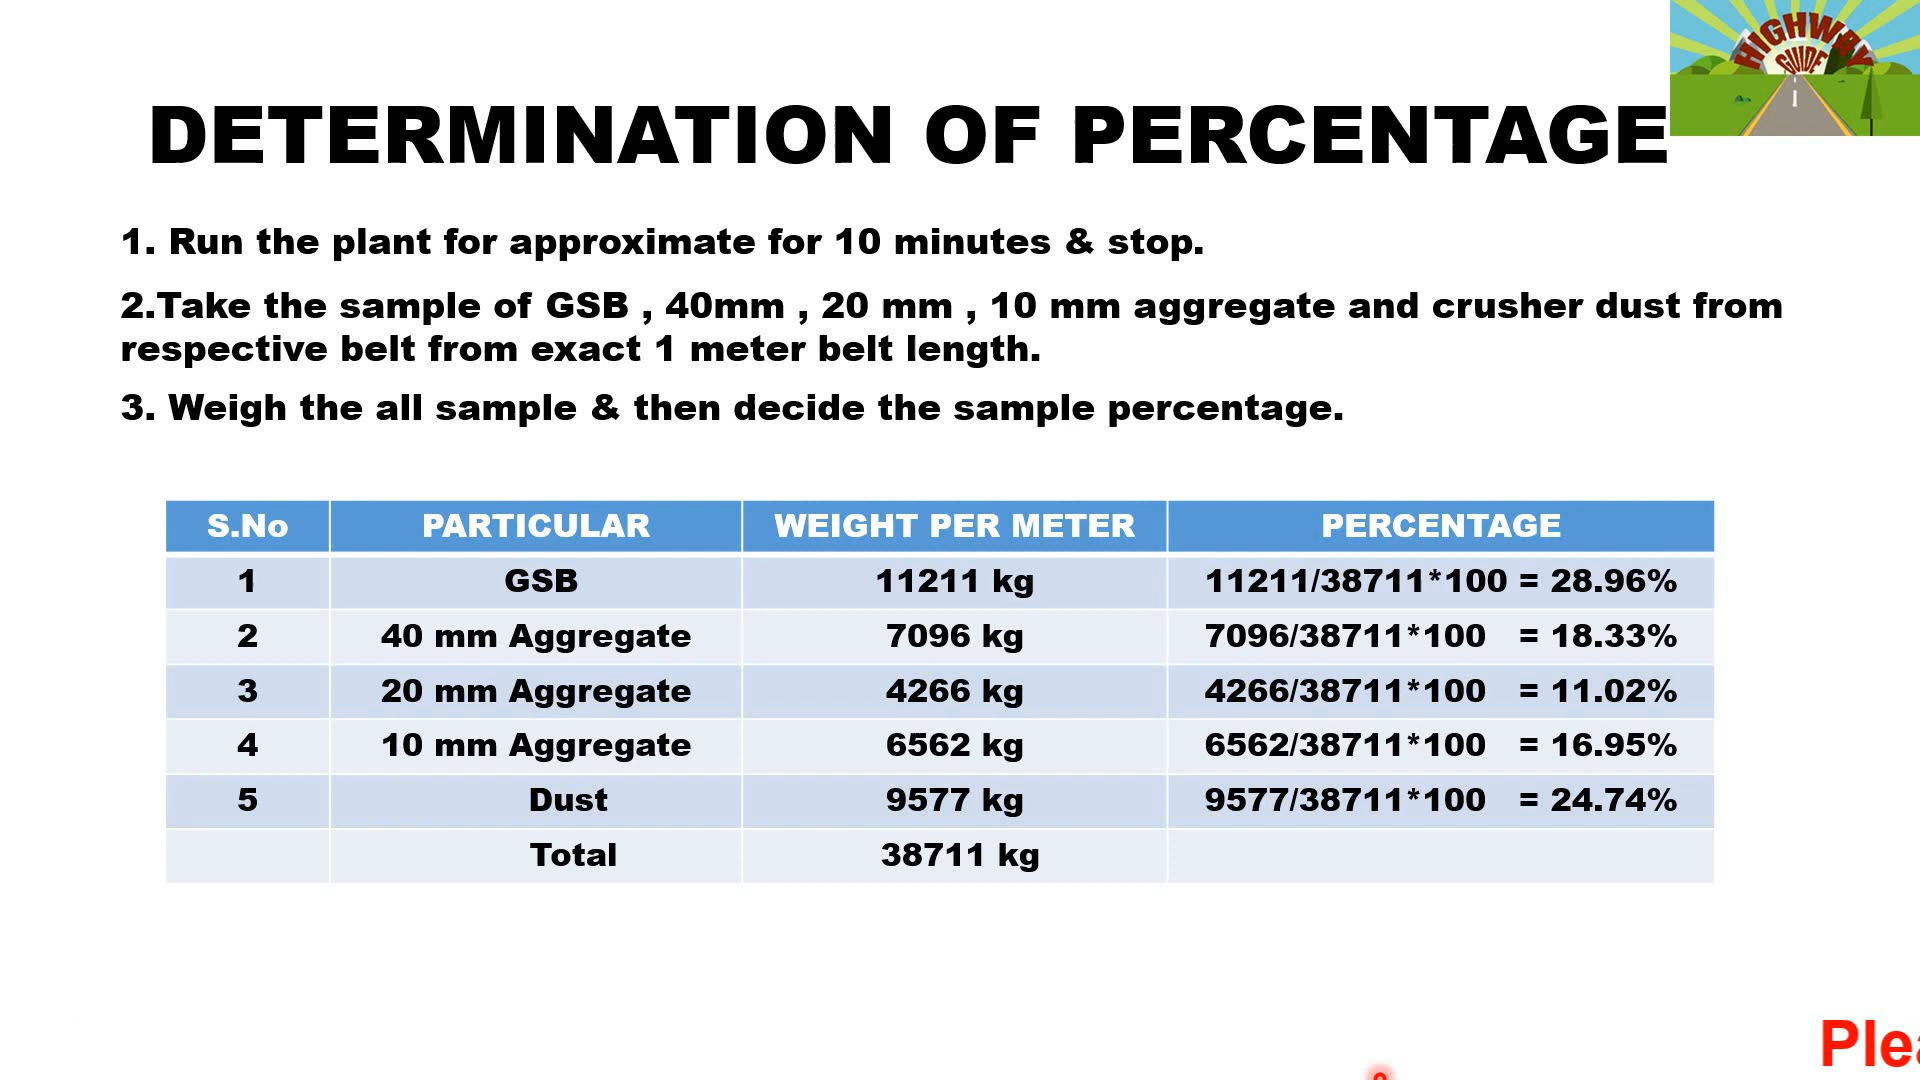 HIGHWAY
GUIDE
DETERMINATION OF PERCENTAGE
1. Run the plant for approximate for 10 minutes & stop.
2.Take the sample of GSB , 40mm , 20 mm , 10 mm aggregate and crusher dust from
respective belt from exact 1 meter belt length.
3. Weigh the all sample & then decide the sample percentage.
S.No PARTICULAR WEIGHT PER METER PERCENTAGE
1 GSB 11211 kg 11211/38711*100 = 28.96%
2 40 mm Aggregate 7096 kg 7096/38711*100 = 18.33%
3 20 mm Aggregate 4266 kg 4266/38711*100 = 11.02%
4 10 mm Aggregate 6562 kg 6562/38711*100 = 16.95%
5 Dust 9577 kg 9577/38711*100 = 24.74%
Total 38711 kg